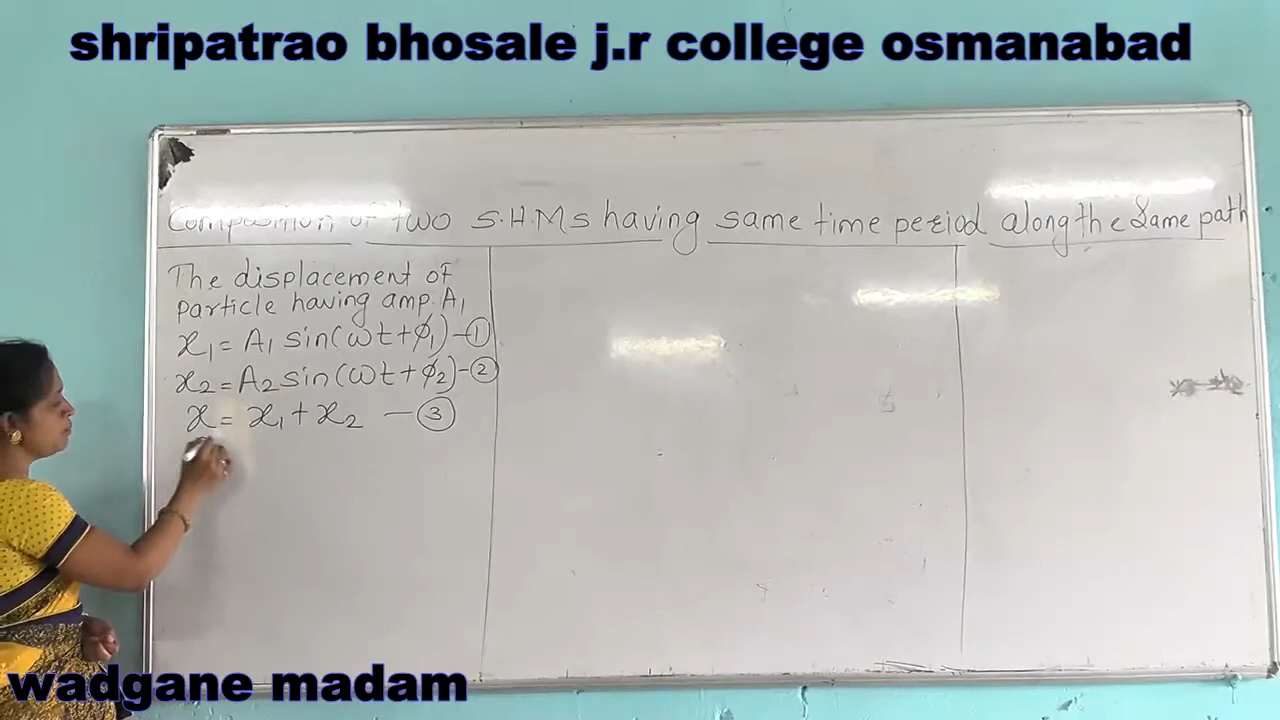 shripatrao bhosale j.r college osmanabad
Composition of two S.H.Ms having same time period along the same path
The displacement of
particle having amp. A₁
x₁ = A₁ sin(ωt+φ₁) – ①
x₂ = A₂ sin(ωt+φ₂) – ②
x = x₁ + x₂ – ③
wadgane madam